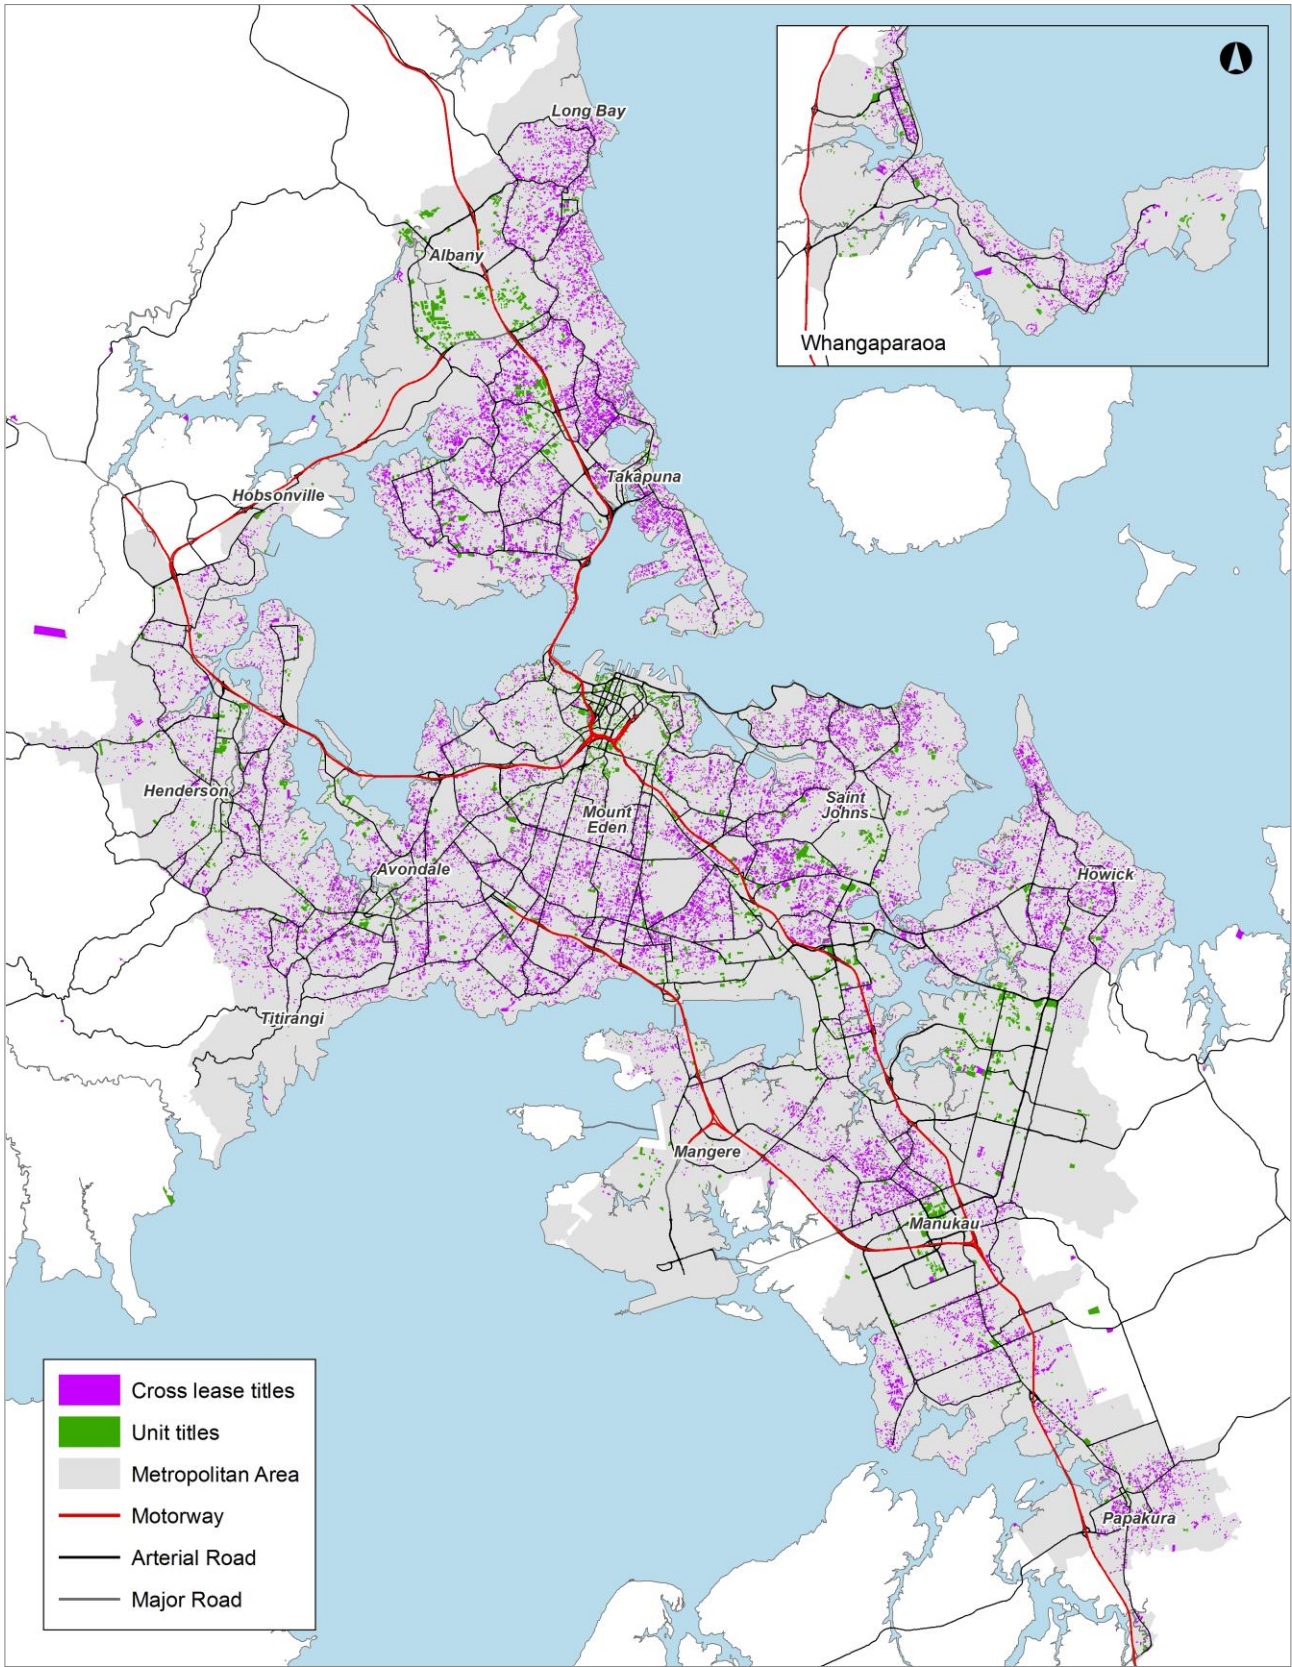 Long Bay
Albany
Whangaparaoa
Takapuna
Hobsonville
Henderson
Mount
Eden
Saint
Johns
Avondale
Howick
Titirangi
Mangere
Manukau
Papakura
Cross lease titles
Unit titles
Metropolitan Area
Motorway
Arterial Road
Major Road